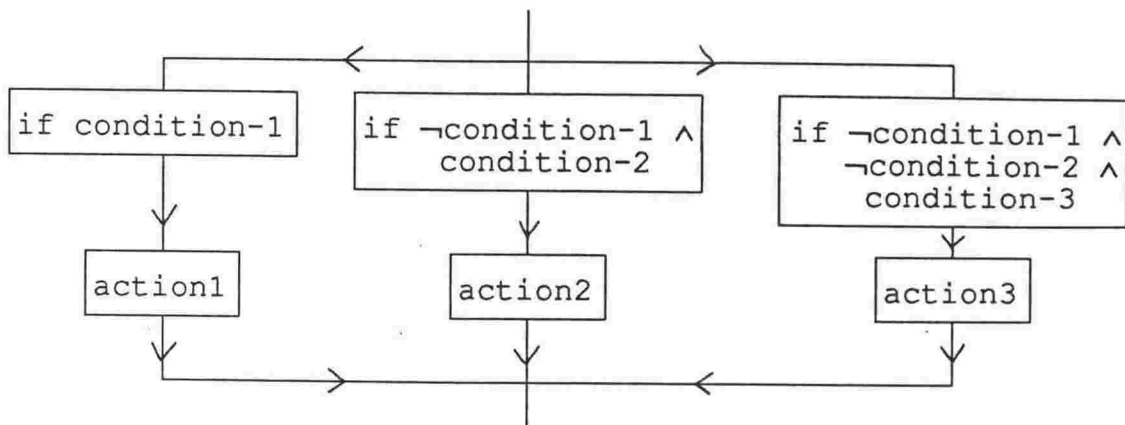 if condition-1
if ¬condition-1 ∧
condition-2
if ¬condition-1 ∧
¬condition-2 ∧
condition-3
action1
action2
action3